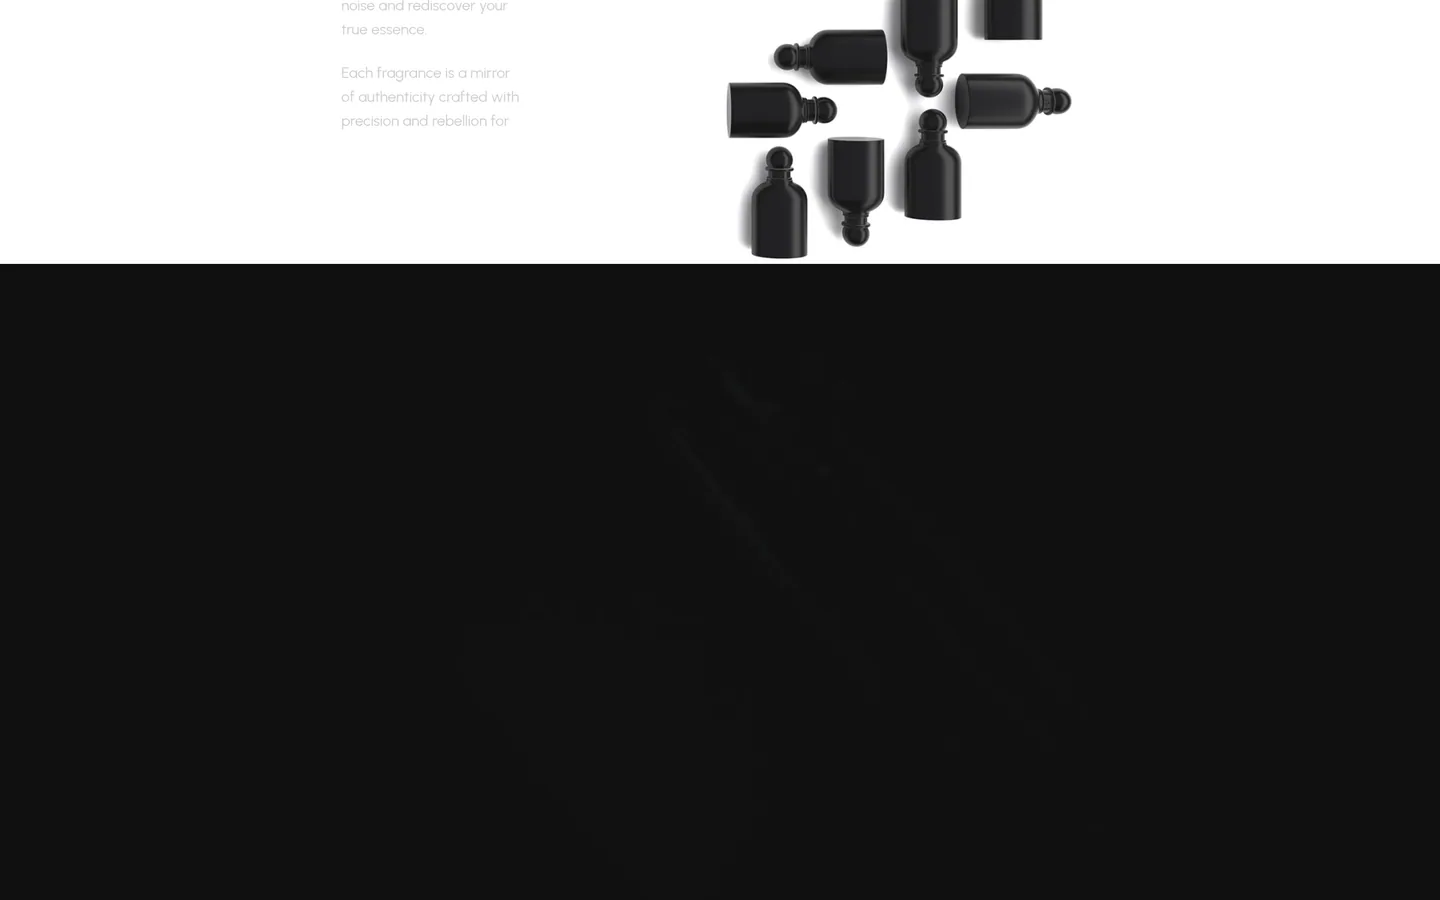 noise and rediscover your
true essence.
Each fragrance is a mirror
of authenticity crafted with
precision and rebellion for